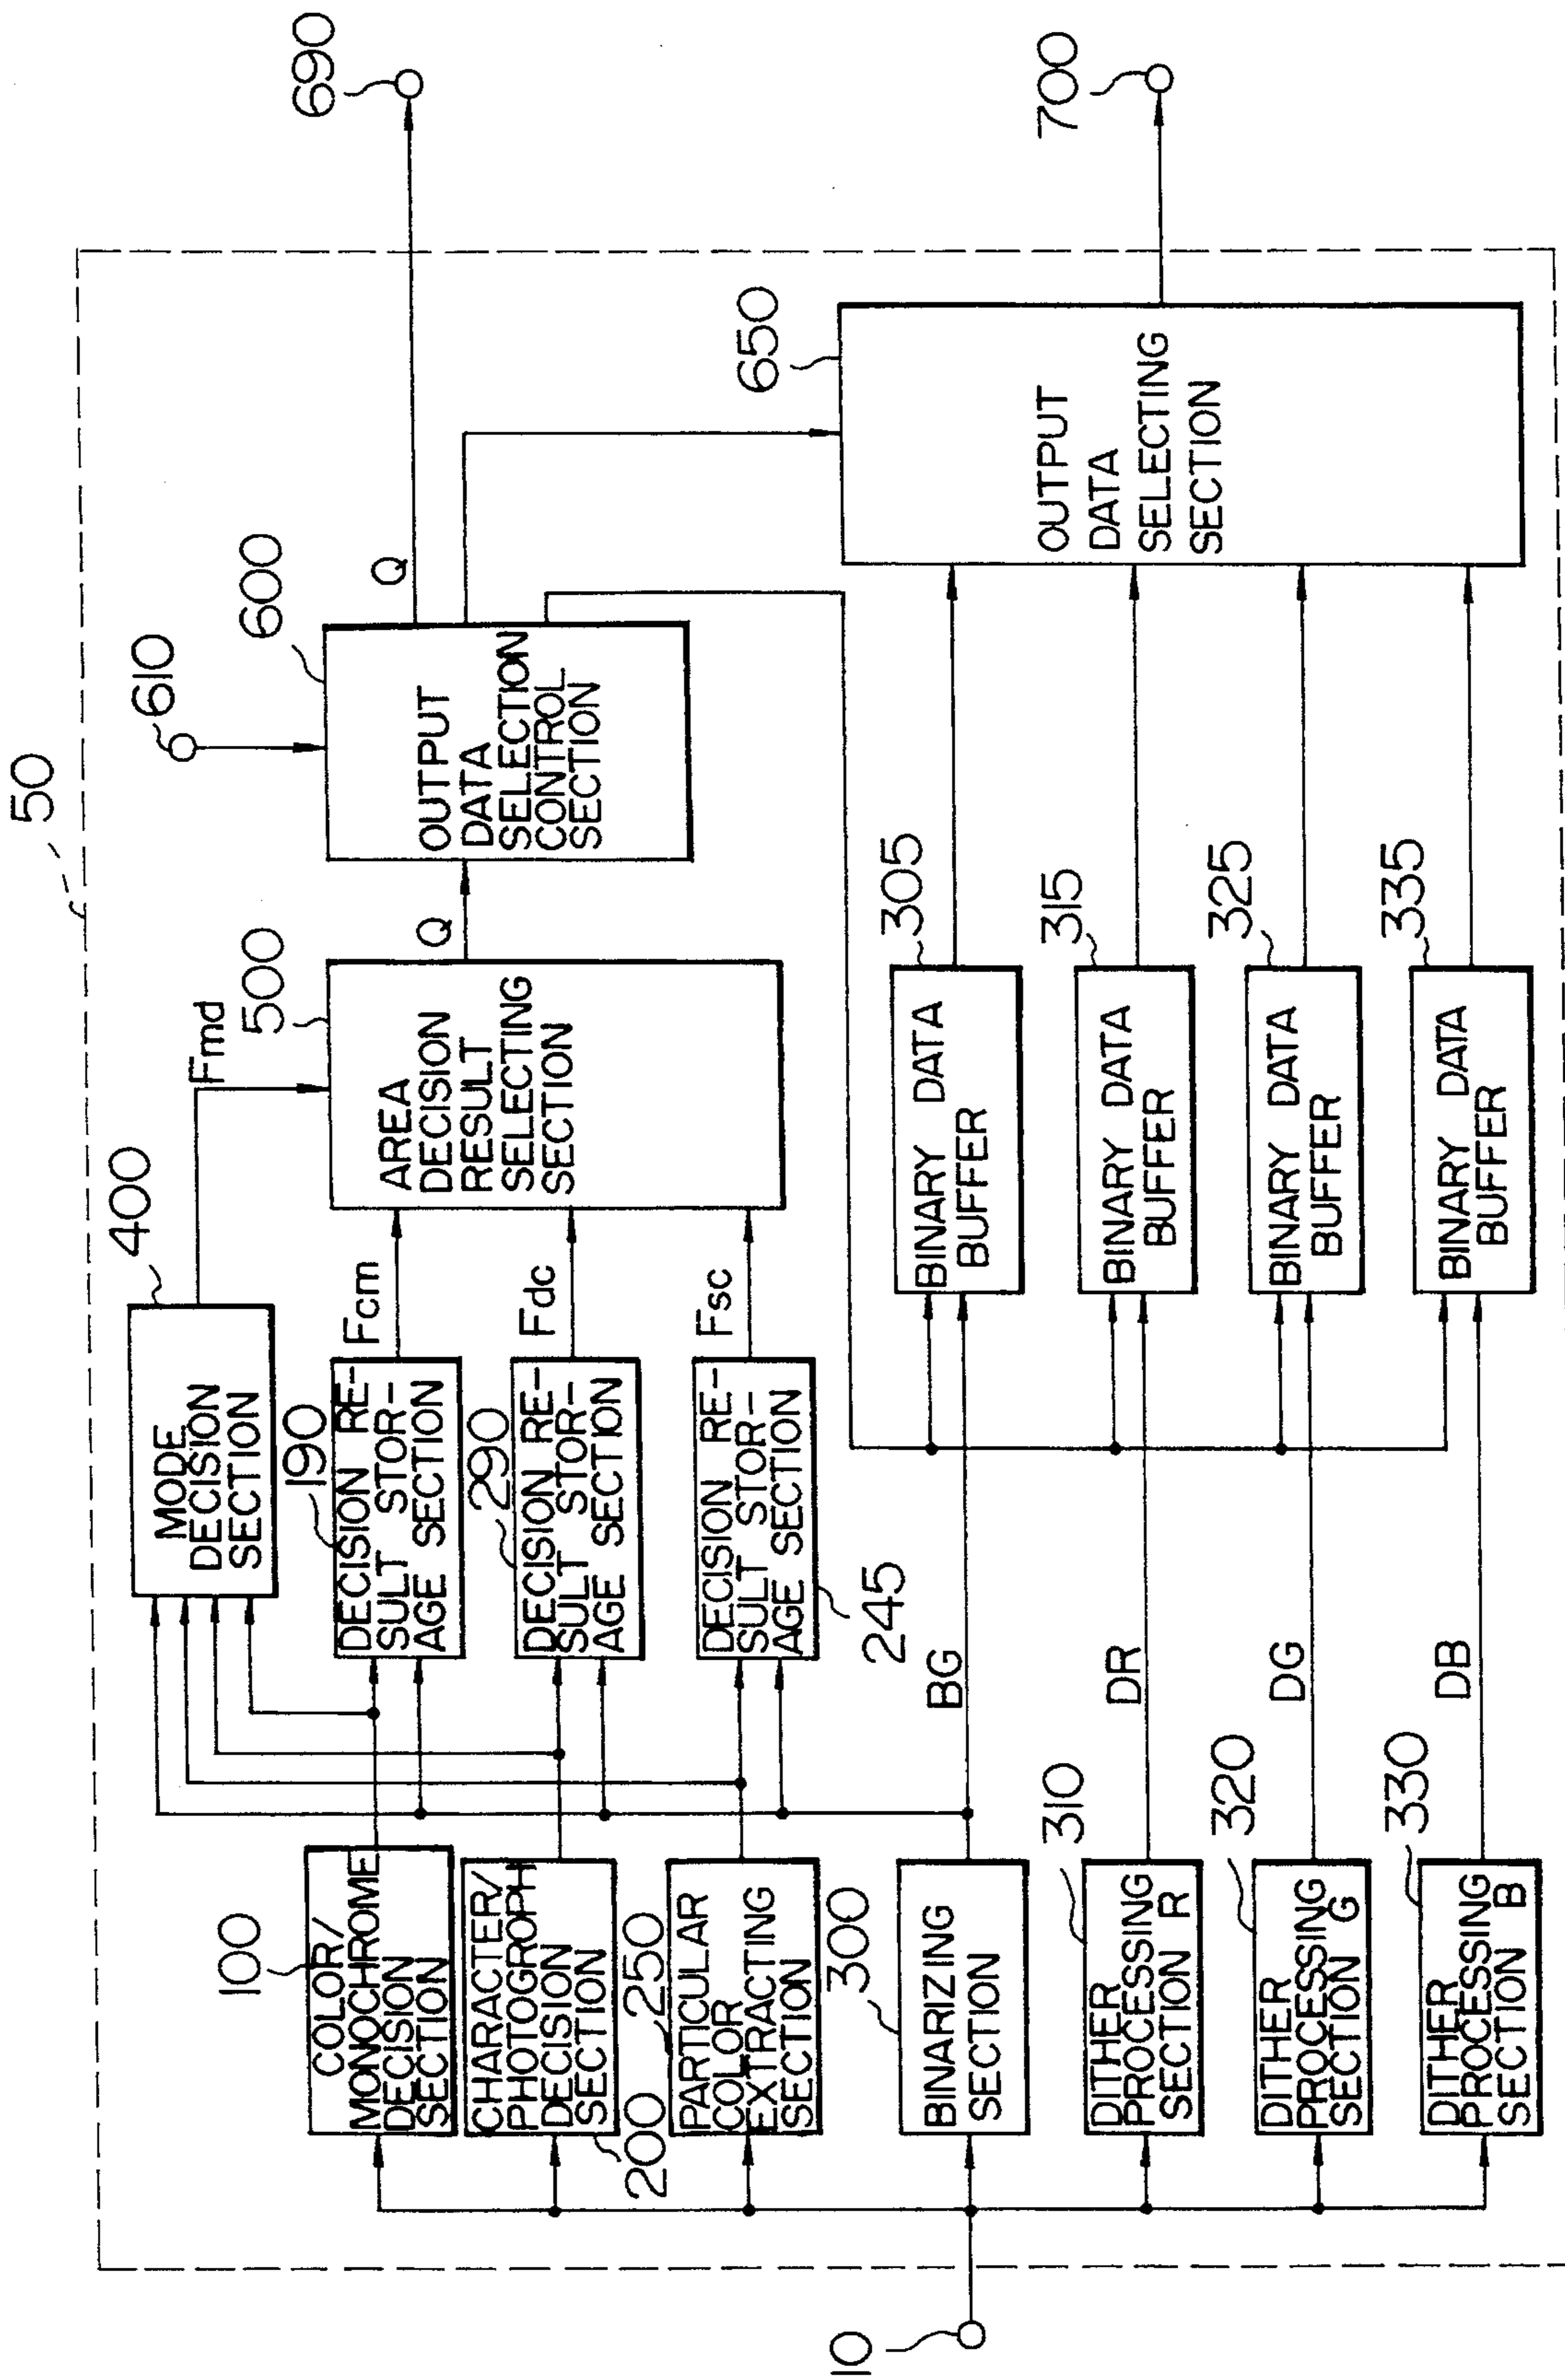 50
10
100
COLOR/
MONOCHROME
DECISION
SECTION
CHARACTER/
PHOTOGROPH
DECISION
SECTION
200
250
PARTICULAR
COLOR
EXTRACTING
SECTION
300
BINARIZING
SECTION
310
DITHER
PROCESSING
SECTION R
320
DITHER
PROCESSING
SECTION G
330
DITHER
PROCESSING
SECTION B
400
MODE
DECISION
SECTION
190
DECISION RE-
SULT STOR-
AGE SECTION
290
DECISION RE-
SULT STOR-
AGE SECTION
DECISION RE-
SULT STOR-
AGE SECTION
245
BG
DR
DG
DB
Fmd
Fcm
Fdc
Fsc
500
AREA
DECISION
RESULT
SELECTING
SECTION
Q
305
BINARY DATA
BUFFER
315
BINARY DATA
BUFFER
325
BINARY DATA
BUFFER
335
BINARY DATA
BUFFER
610
600
OUTPUT
DATA
SELECTION
CONTROL
SECTION
Q
650
OUTPUT
DATA
SELECTING
SECTION
690
700